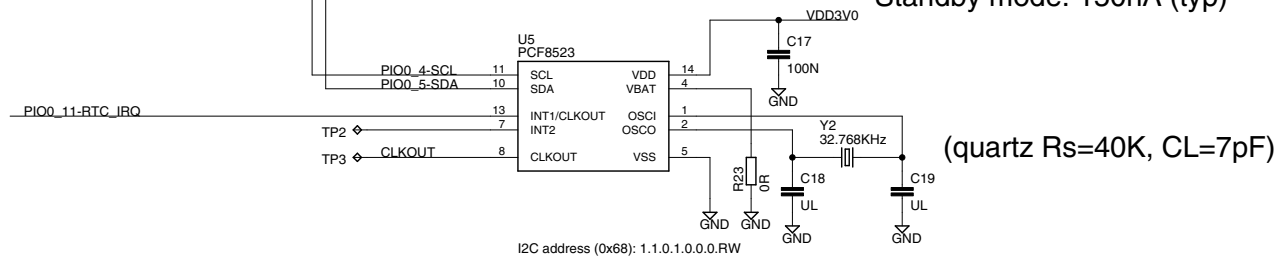 Standby mode: 150nA (typ)
VDD3V0
U5
PCF8523
C17
100N
GND
PIO0_4-SCL 11 SCL VDD 14
PIO0_5-SDA 10 SDA VBAT 4
PIO0_11-RTC_IRQ 13 INT1/CLKOUT OSCI 1
TP2 7 INT2 OSCO 2
Y2
32.768KHz
TP3 CLKOUT 8 CLKOUT VSS 5
(quartz Rs=40K, CL=7pF)
R23
0R
C18
UL
C19
UL
GND GND GND GND
I2C address (0x68): 1.1.0.1.0.0.0.RW